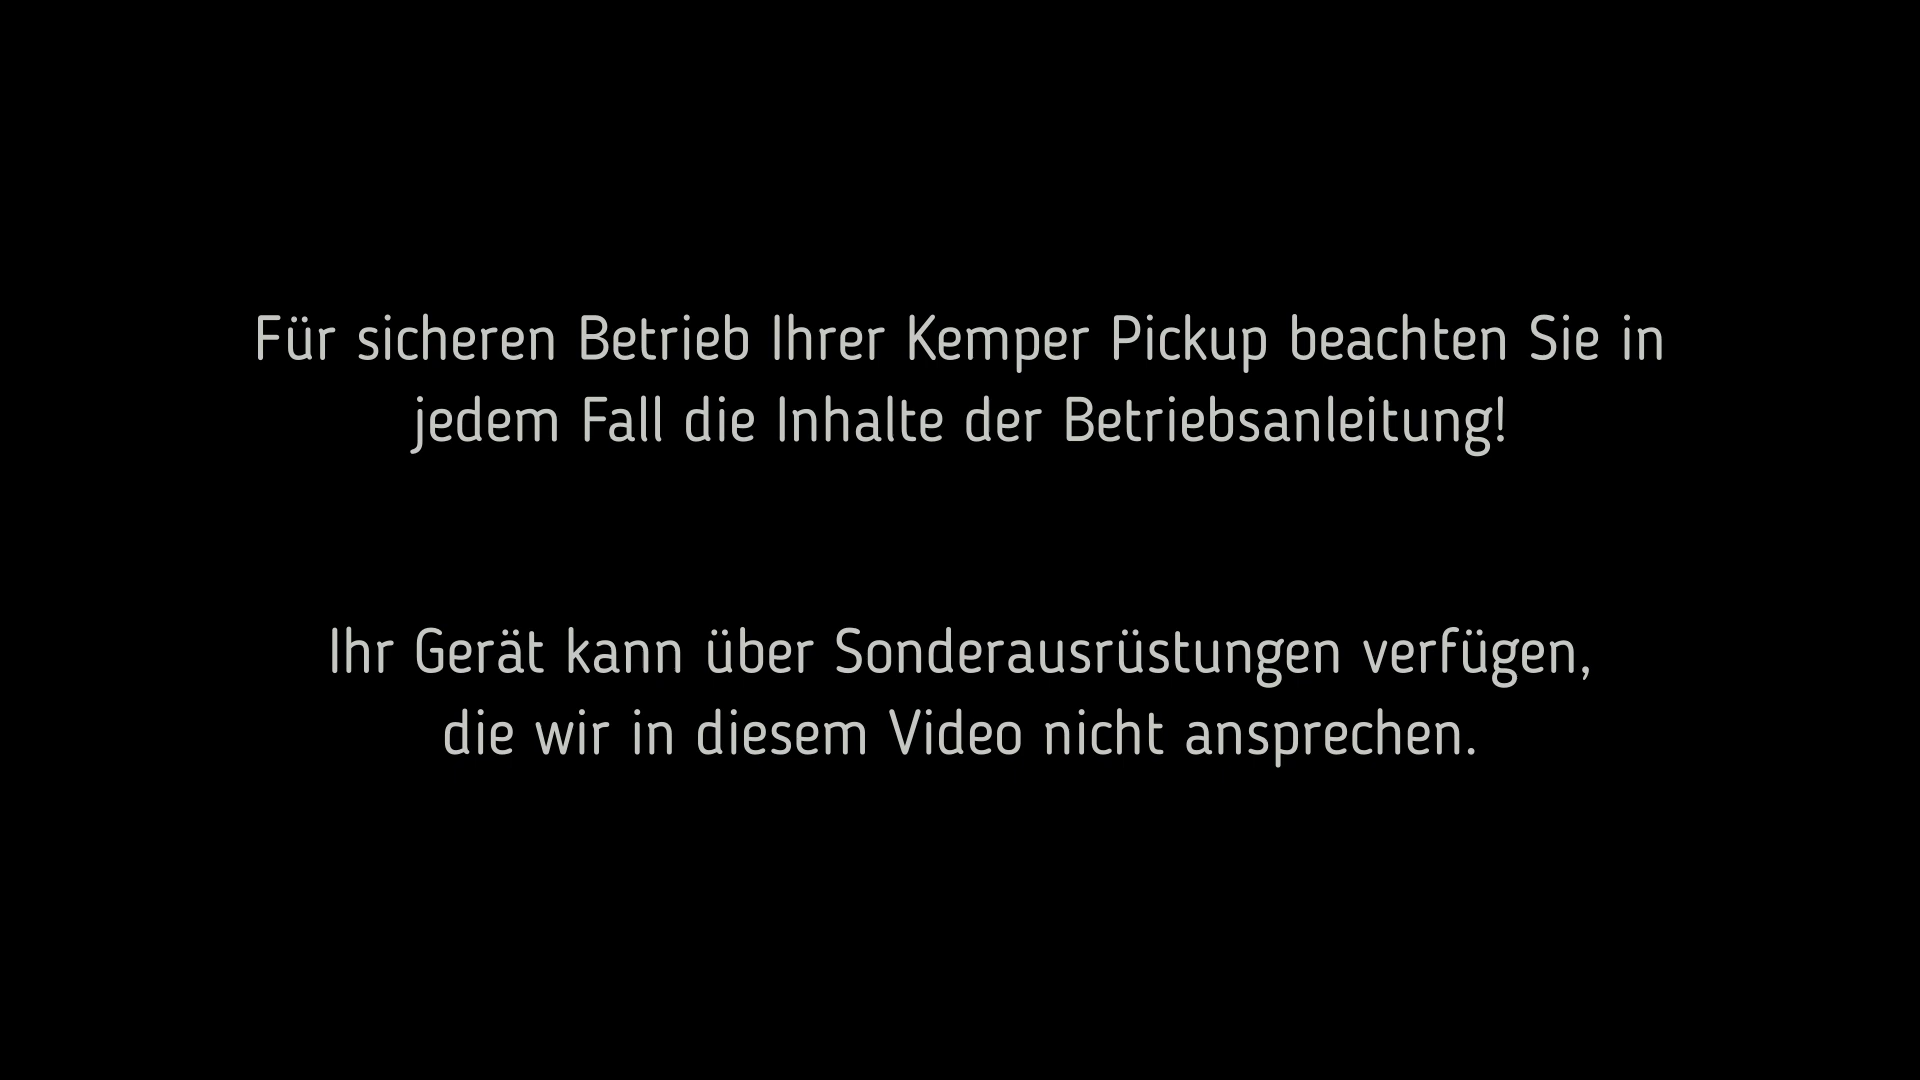 Für sicheren Betrieb Ihrer Kemper Pickup beachten Sie in
jedem Fall die Inhalte der Betriebsanleitung!
Ihr Gerät kann über Sonderausrüstungen verfügen,
die wir in diesem Video nicht ansprechen.